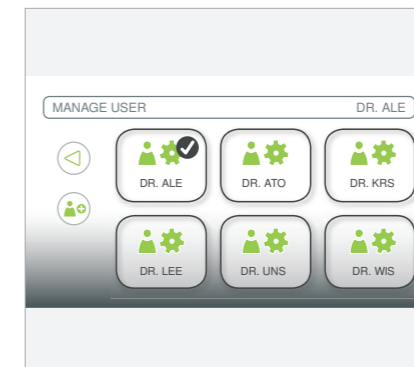 MANAGE USER DR. ALE
DR. ALE DR. ATO DR. KRS
DR. LEE DR. UNS DR. WIS